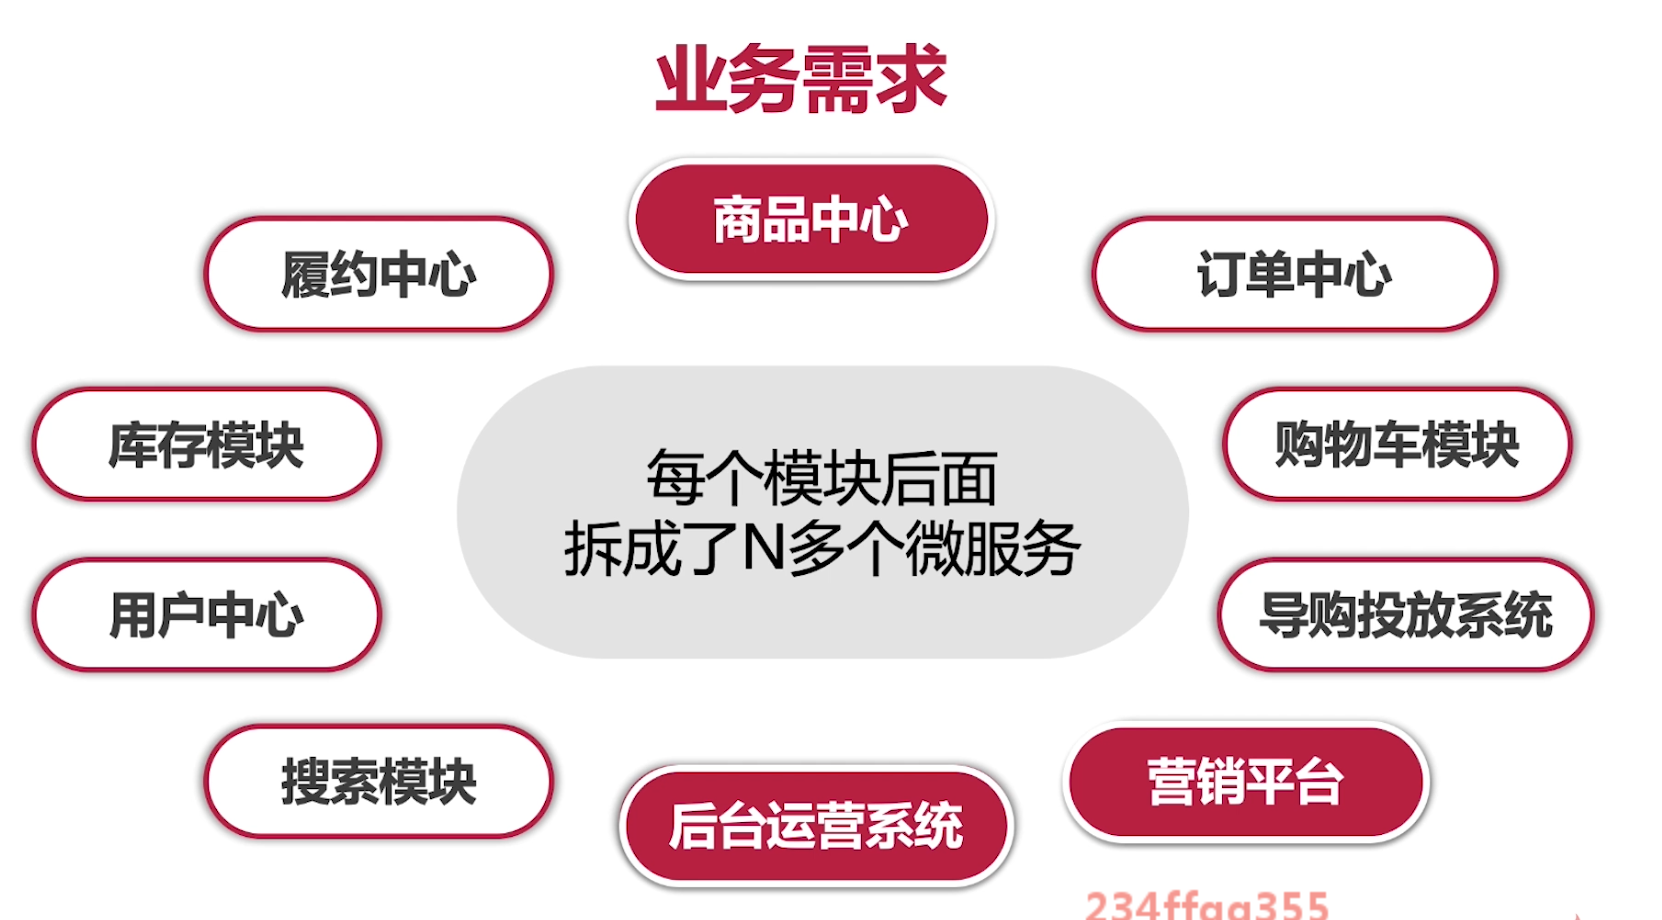 业务需求
商品中心
履约中心
订单中心
库存模块
购物车模块
每个模块后面
拆成了N多个微服务
用户中心
导购投放系统
搜索模块
营销平台
后台运营系统